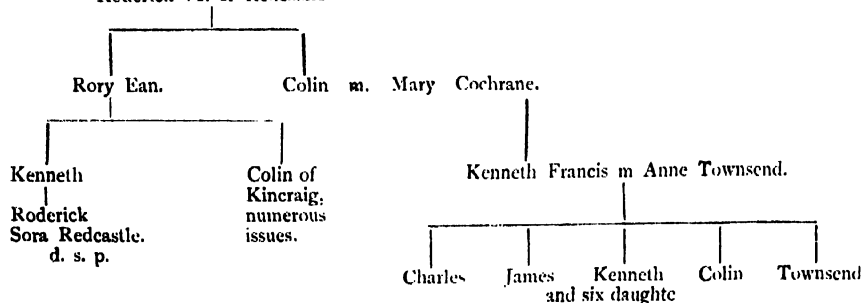 Rory Ean. Colin m. Mary Cochrane.
Kenneth
Roderick
Sora Redcastle.
d. s. p.
Colin of
Kincraig,
numerous
issues.
Kenneth Francis m Anne Townsend.
Charles James Kenneth Colin Townsend
and six daughte